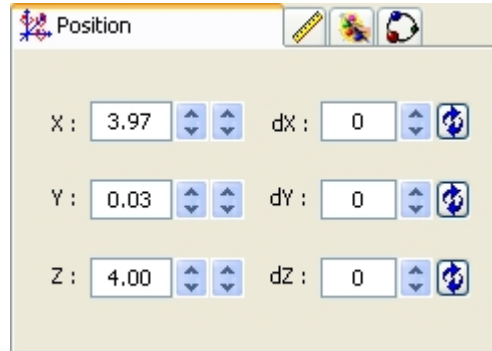 Position
X : 3.97 dX : 0
Y : 0.03 dY : 0
Z : 4.00 dZ : 0